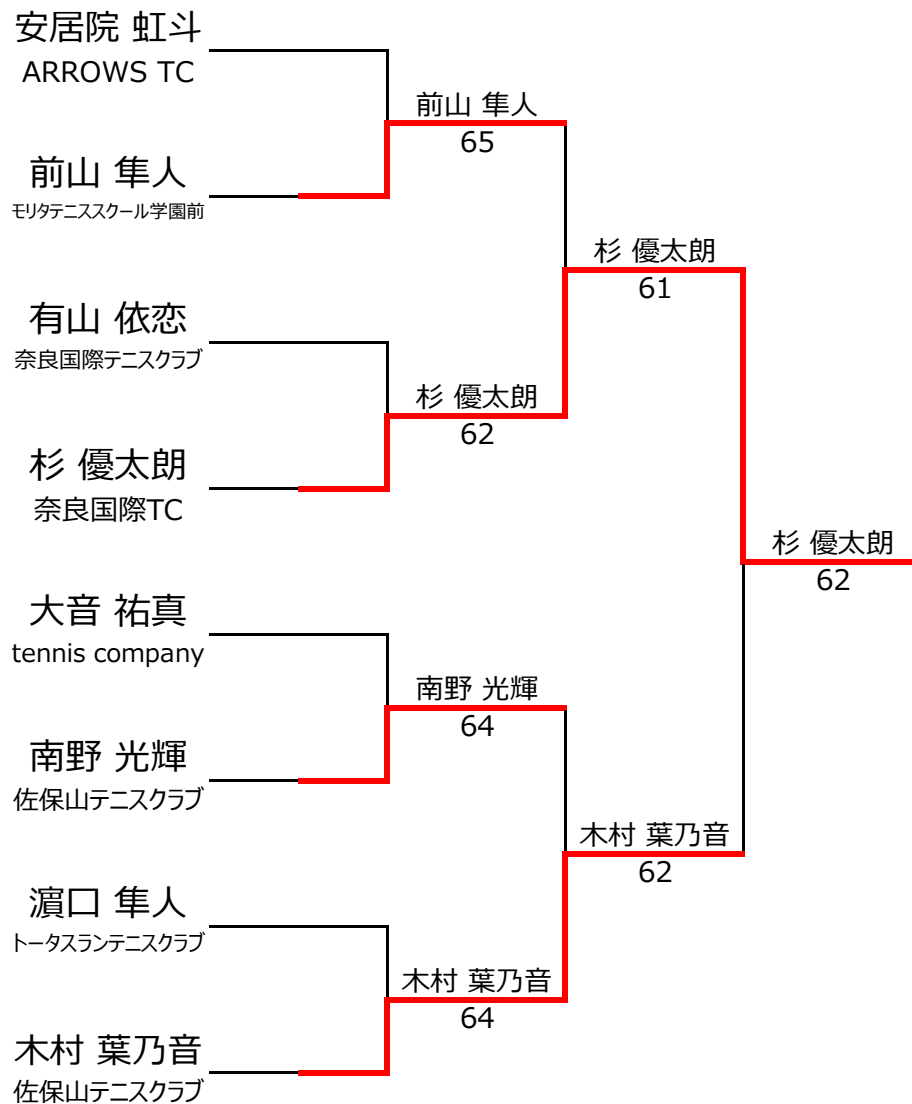 安居院 虹斗
ARROWS TC
前山 隼人
65
前山 隼人
モリタテニススクール学園前
杉 優太朗
61
有山 依恋
奈良国際テニスクラブ
杉 優太朗
62
杉 優太朗
奈良国際TC
杉 優太朗
62
大音 祐真
tennis company
南野 光輝
64
南野 光輝
佐保山テニスクラブ
木村 葉乃音
62
濵口 隼人
トータスランテニスクラブ
木村 葉乃音
64
木村 葉乃音
佐保山テニスクラブ